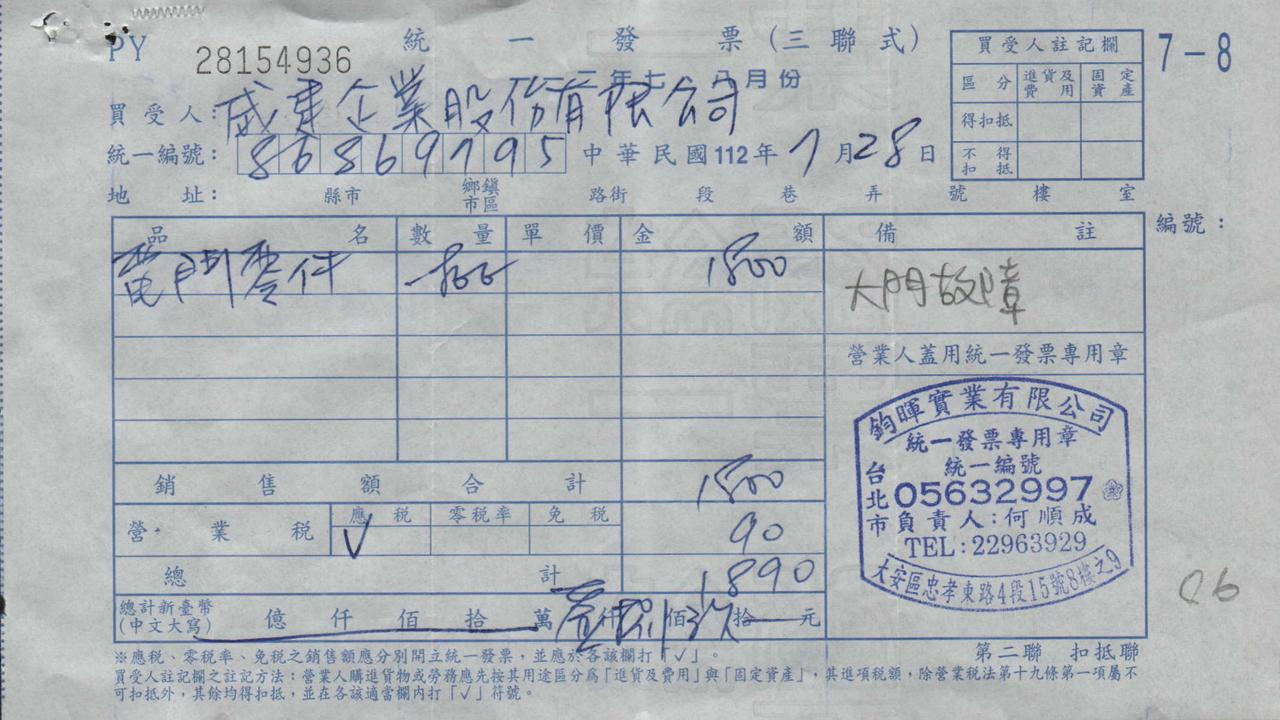 PY 28154936
統一發票(三聯式)
一二年七、八月份
7-8
買受人註記欄
區分 進貨及費用 固定資產
得扣抵
不得扣抵
買受人：威隼企業股份有限公司
統一編號： 86869795 中華民國112年7月28日
地址： 縣市 鄉鎮市區 路街 段 巷 弄 號 樓 室
品名 數量 單價 金額 備註 編號：
電門零件 一批 1800 大門故障
營業人蓋用統一發票專用章
鈞暉實業有限公司
統一發票專用章
統一編號
台北市
05632997
負責人：何順成
TEL:22963929
大安區忠孝東路4段15號8樓之9
銷售額合計 1800
營業稅 應稅 零稅率 免稅
√ 90
總計 1890
總計新臺幣(中文大寫) 億仟佰拾萬壹仟捌佰玖拾元
06
第二聯 扣抵聯
※應稅、零稅率、免稅之銷售額應分別開立統一發票，並應於各該欄打「√」。
買受人註記欄之註記方法：營業人購進貨物或勞務應先按其用途區分為「進貨及費用」與「固定資產」，其進項稅額，除營業稅法第十九條第一項屬不
可扣抵外，其餘均得扣抵，並在各該適當欄內打「√」符號。